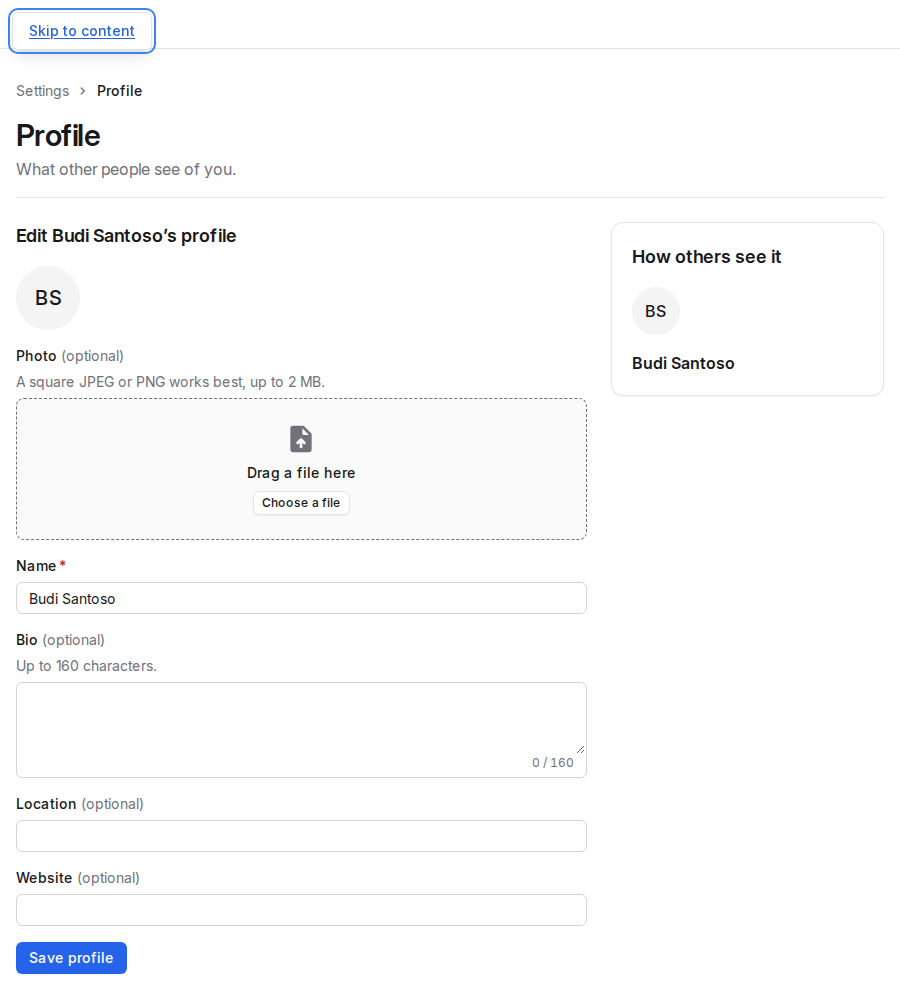 Skip to content
Settings › Profile
Profile
What other people see of you.
Edit Budi Santoso’s profile
BS
Photo (optional)
A square JPEG or PNG works best, up to 2 MB.
Drag a file here
Choose a file
Name *
Budi Santoso
Bio (optional)
Up to 160 characters.
0 / 160
Location (optional)
Website (optional)
Save profile
How others see it
BS
Budi Santoso